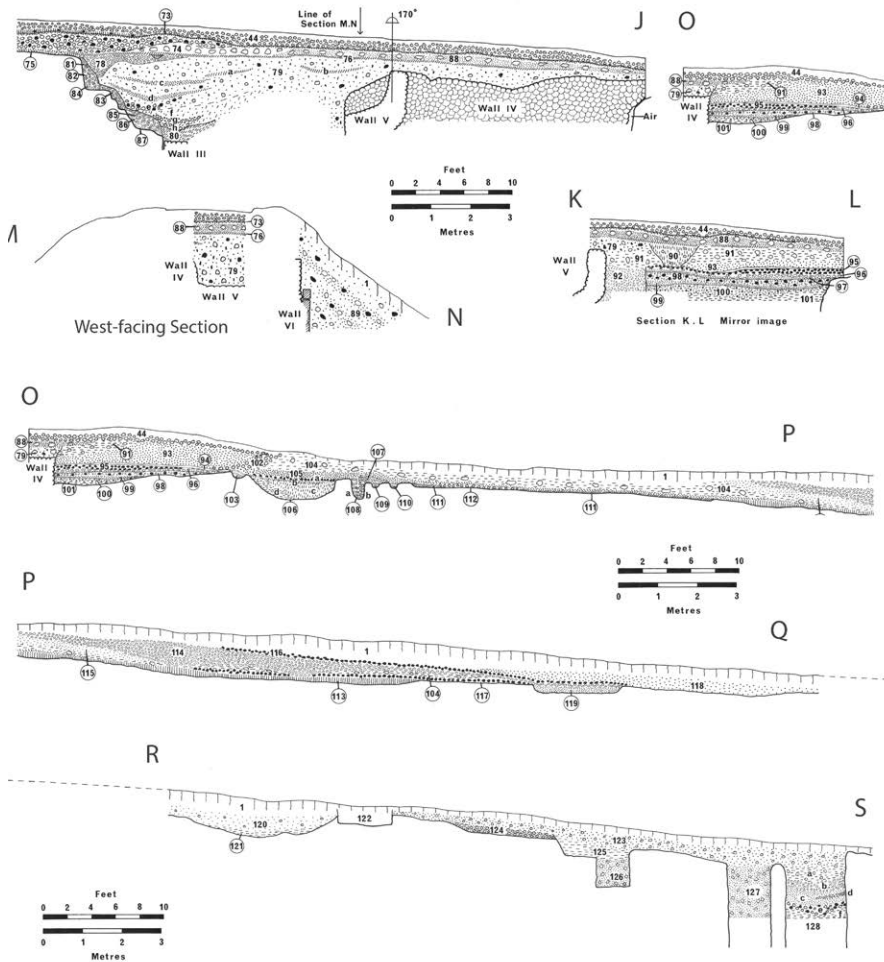 73
44
Line of
Section M.N
170°
J
O
75
74
76
88
81
78
82
84
83
a
b
c
d
e
f
g
h
79
85
86
87
80
Wall III
Wall V
Wall IV
Air
44
88
79
91
93
94
Wall
IV
95
101
100
99
98
96
Feet
0 2 4 6 8 10
0 1 2 3
Metres
M
88
73
76
Wall
IV
79
Wall V
Wall
VI
1
89
N
West-facing Section
K
L
44
88
79
91
90
91
Wall
V
92
93
98
95
96
97
99
100
101
Section K.L Mirror image
O
P
44
88
79
91
93
94
Wall
IV
95
101
100
99
98
96
102
104
105
103
a
b
c
d
106
107
a
b
108
109
110
111
112
111
1
104
Feet
0 2 4 6 8 10
0 1 2 3
Metres
P
Q
115
114
116
1
113
104
117
119
118
R
S
1
120
121
122
124
123
125
126
127
a
b
c
d
e
f
128
Feet
0 2 4 6 8 10
0 1 2 3
Metres